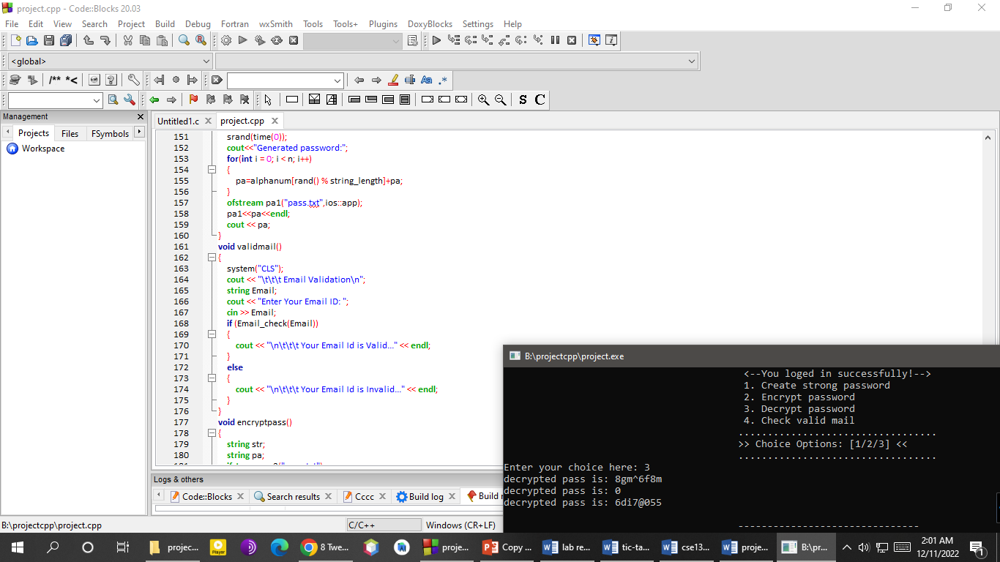 project.cpp - Code::Blocks 20.03
File Edit View Search Project Build Debug Fortran wxSmith Tools Tools+ Plugins DoxyBlocks Settings Help
<global>
/** *<
Aa .*
S C
Management
Projects Files FSymbols
Workspace
Untitled1.c project.cpp
151 srand(time(0));
152 cout<<"Generated password:";
153 for(int i = 0; i < n; i++)
154 {
155 pa=alphanum[rand() % string_length]+pa;
156 }
157 ofstream pa1("pass.txt",ios::app);
158 pa1<<pa<<endl;
159 cout << pa;
160 }
161 void validmail()
162 {
163 system("CLS");
164 cout << "\t\t\t Email Validation\n";
165 string Email;
166 cout << "Enter Your Email ID: ";
167 cin >> Email;
168 if (Email_check(Email))
169 {
170 cout << "\n\t\t\t Your Email Id is Valid..." << endl;
171 }
172 else
173 {
174 cout << "\n\t\t\t Your Email Id is Invalid..." << endl;
175 }
176 }
177 void encryptpass()
178 {
179 string str;
180 string pa;
B:\projectcpp\project.exe
<--You loged in successfully!-->
1. Create strong password
2. Encrypt password
3. Decrypt password
4. Check valid mail
..................................
>> Choice Options: [1/2/3] <<
..................................
Enter your choice here: 3
decrypted pass is: 8gm^6f8m
decrypted pass is: 0
decrypted pass is: 6di7@055
-------------------------------
Logs & others
Code::Blocks Search results Cccc Build log Build
B:\projectcpp\project.cpp C/C++ Windows (CR+LF)
projec... Player 8 Twe... proje... Copy ... lab re... tic-ta... cse13... proje... B:\pr...
2:01 AM
12/11/2022
1